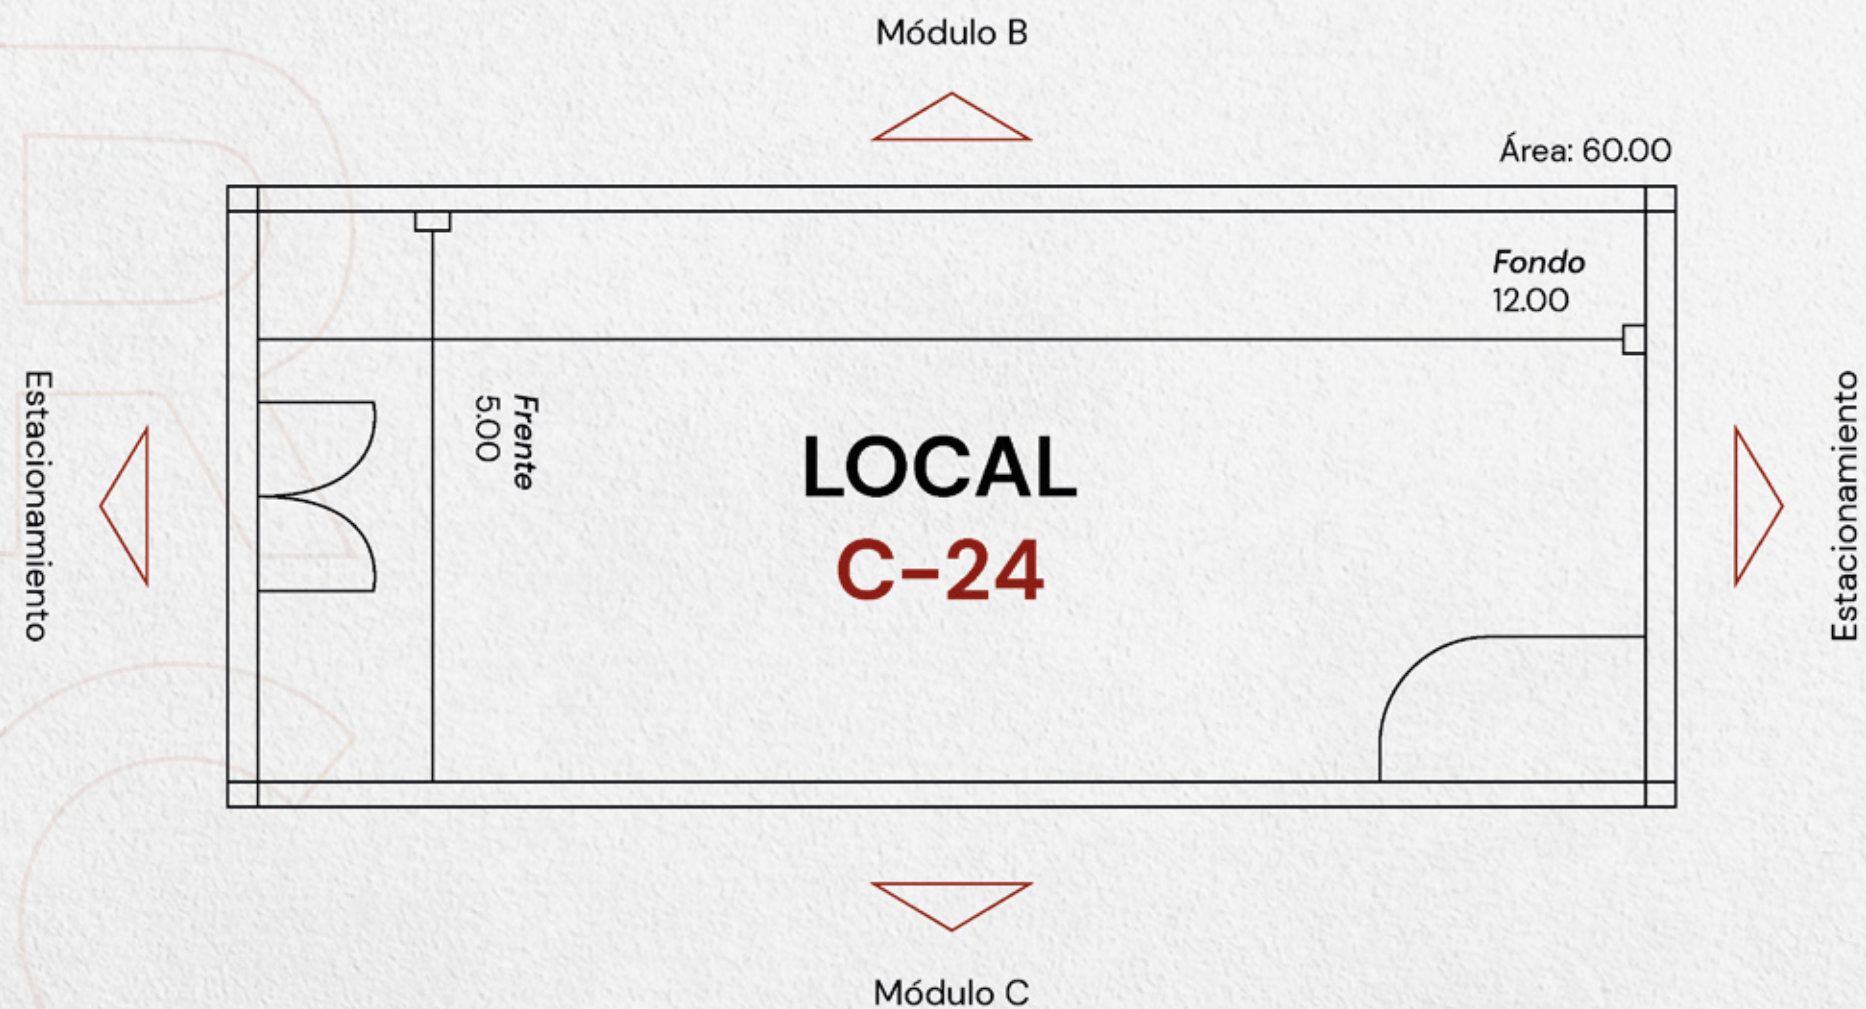 Módulo B
Área: 60.00
Fondo
12.00
Estacionamiento
Frente
5.00
LOCAL
C-24
Estacionamiento
Módulo C